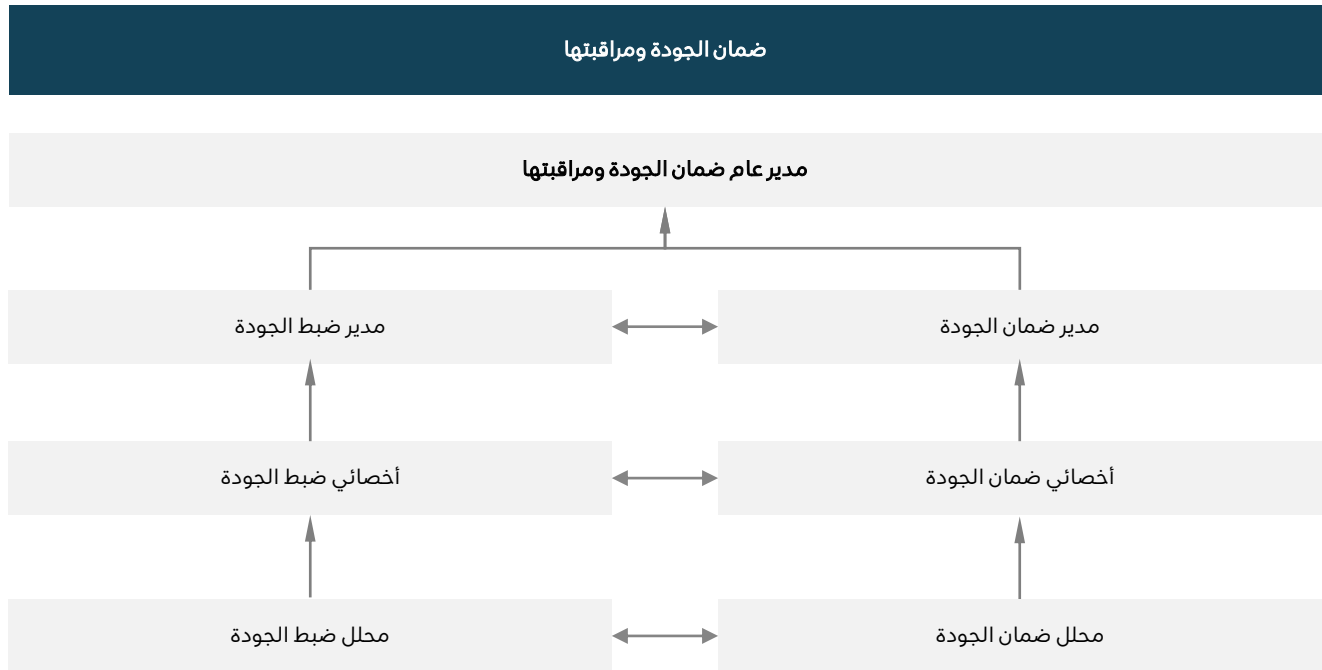 ضمان الجودة ومراقبتها
مدير عام ضمان الجودة ومراقبتها
مدير ضمان الجودة
مدير ضبط الجودة
أخصائي ضمان الجودة
أخصائي ضبط الجودة
محلل ضمان الجودة
محلل ضبط الجودة